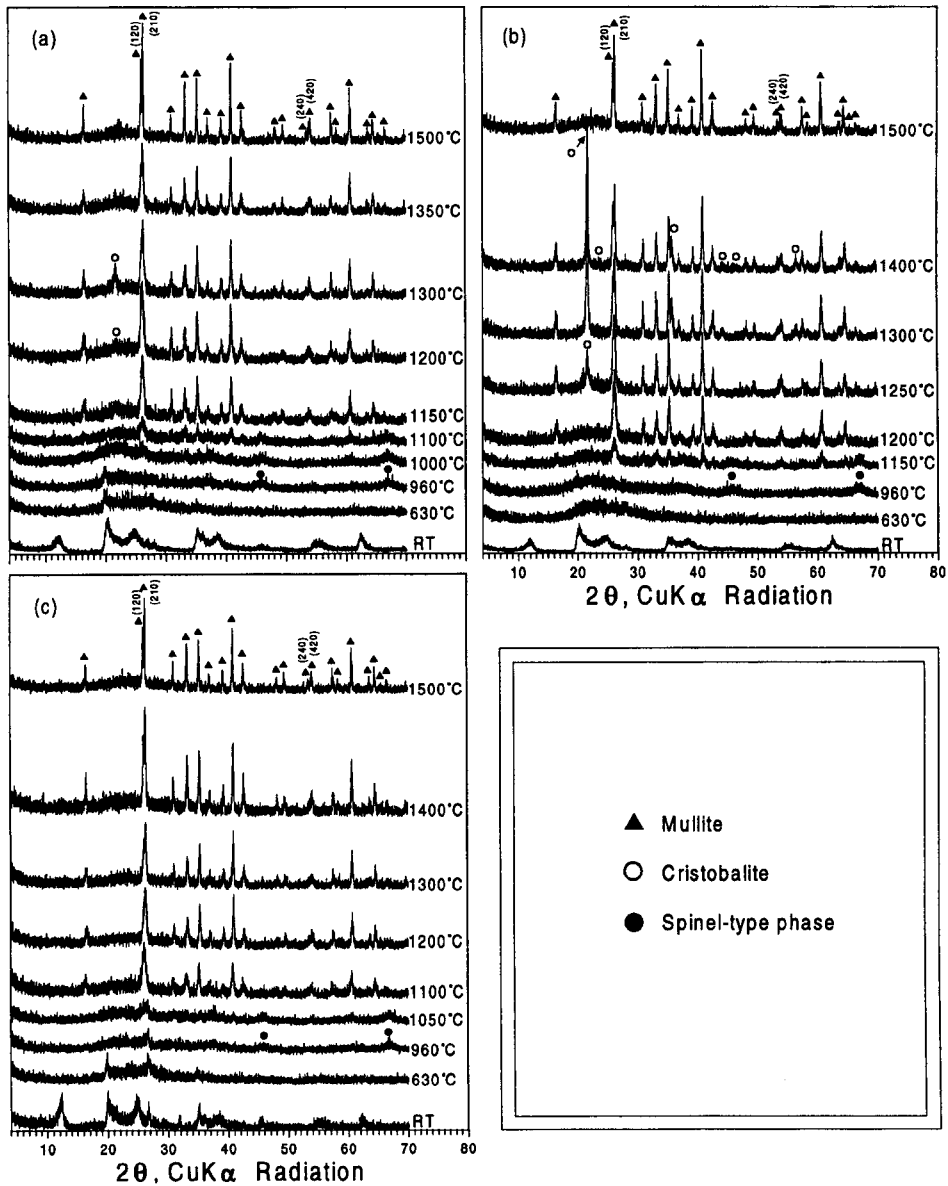 (a)
(120)
(210)
(240)
(420)
1500°C
1350°C
1300°C
1200°C
1150°C
1100°C
1000°C
960°C
630°C
RT
(b)
(120)
(210)
(240)
(420)
1500°C
1400°C
1300°C
1250°C
1200°C
1150°C
960°C
630°C
RT
10 20 30 40 50 60 70 80
2θ, CuKα Radiation
(c)
(120)
(210)
(240)
(420)
1500°C
1400°C
1300°C
1200°C
1100°C
1050°C
960°C
630°C
RT
10 20 30 40 50 60 70 80
2θ, CuKα Radiation
▲ Mullite
○ Cristobalite
● Spinel-type phase